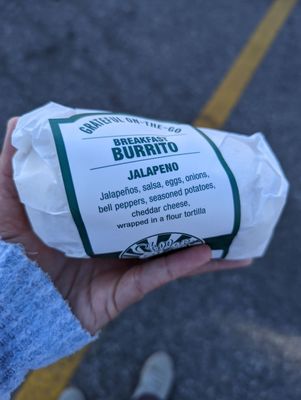 GRATEFUL ON-THE-GO
BREAKFAST
BURRITO
JALAPENO
Jalapeños, salsa, eggs, onions,
bell peppers, seasoned potatoes,
cheddar cheese,
wrapped in a flour tortilla